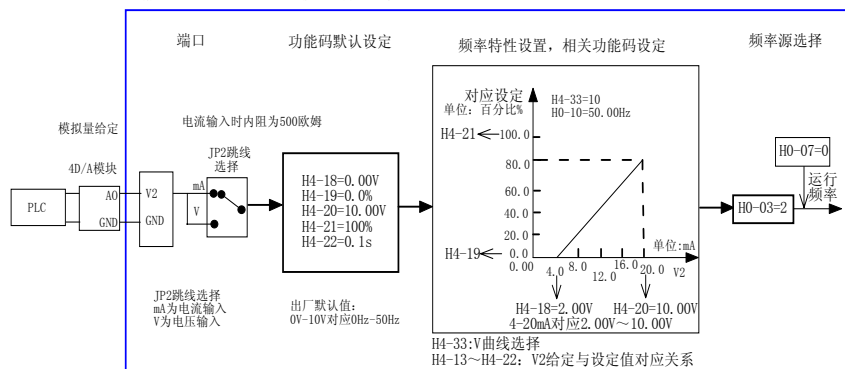 端口
功能码默认设定
频率特性设置，相关功能码设定
频率源选择
模拟量给定
4D/A模块
PLC
AO
GND
V2
GND
电流输入时内阻为500欧姆
JP2跳线
选择
mA
V
JP2跳线选择
mA为电流输入
V为电压输入
H4-18=0.00V
H4-19=0.0%
H4-20=10.00V
H4-21=100%
H4-22=0.1s
出厂默认值：
0V-10V对应0Hz-50Hz
对应设定
单位：百分比%
H4-33=10
H0-10=50.00Hz
H4-21
100.0
80.0
60.0
40.0
20.0
H4-19
0.0
0.00
4.0
8.0
12.0
16.0
20.0
单位:mA
V2
H4-18=2.00V
H4-20=10.00V
4-20mA对应2.00V～10.00V
H4-33:V曲线选择
H4-13～H4-22：V2给定与设定值对应关系
H0-07=0
H0-03=2
运行
频率